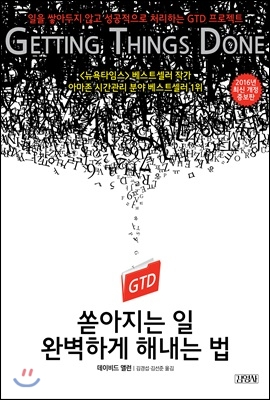 일을 쌓아두지 않고 성공적으로 처리하는 GTD 프로젝트
GETTING THINGS DONE
<뉴욕타임스> 베스트셀러 작가
아마존 시간관리 분야 베스트셀러 1위
2016년
최신 개정
증보판
GTD
쏟아지는 일
완벽하게 해내는 법
데이비드 앨런
김경섭·김선준 옮김
김영사
yes24